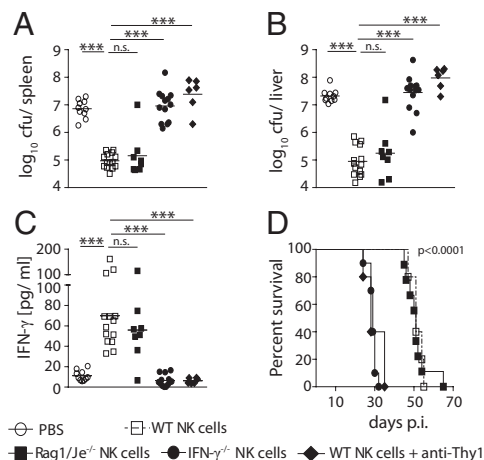 A
B
***
***
***
***
*** n.s.
*** n.s.
log10 cfu/ spleen
9
8
7
6
5
4
log10 cfu/ liver
9
8
7
6
5
4
C
D
***
***
*** n.s.
IFN-γ [pg/ ml]
200
100
80
60
40
20
0
p<0.0001
Percent survival
100
80
60
40
20
0
10 30 50 70
days p.i.
PBS
WT NK cells
Rag1/Je-/- NK cells
IFN-γ-/- NK cells
WT NK cells + anti-Thy1